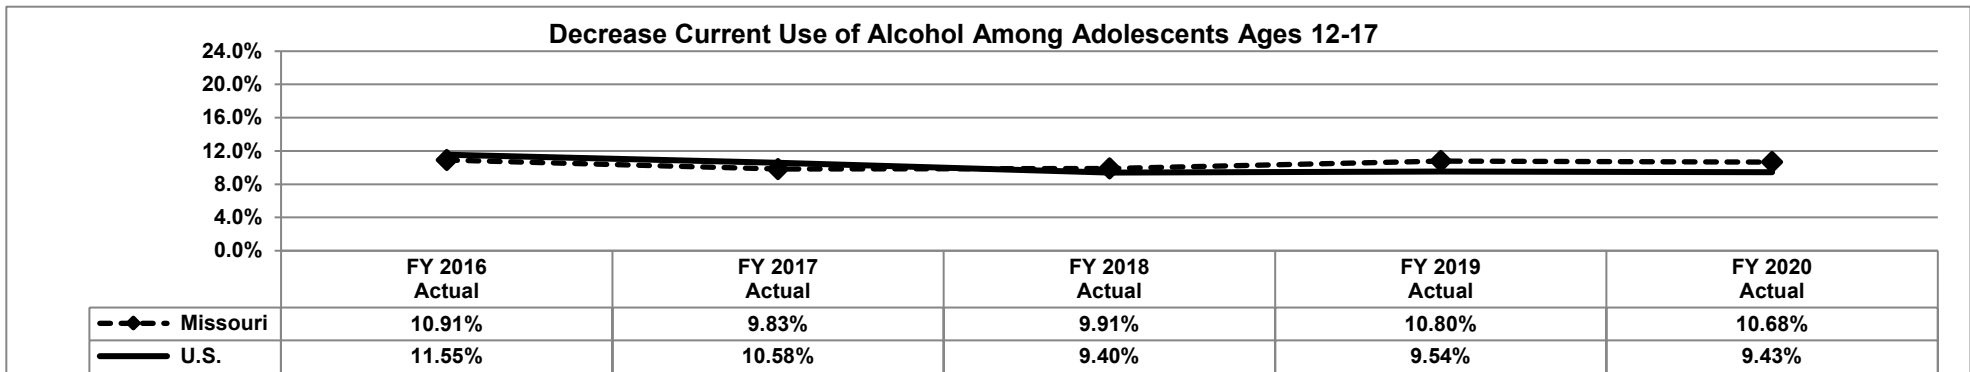 Decrease Current Use of Alcohol Among Adolescents Ages 12-17
24.0%
20.0%
16.0%
12.0%
8.0%
4.0%
0.0%
FY 2016 FY 2017 FY 2018 FY 2019 FY 2020
Actual Actual Actual Actual Actual
Missouri 10.91% 9.83% 9.91% 10.80% 10.68%
U.S. 11.55% 10.58% 9.40% 9.54% 9.43%